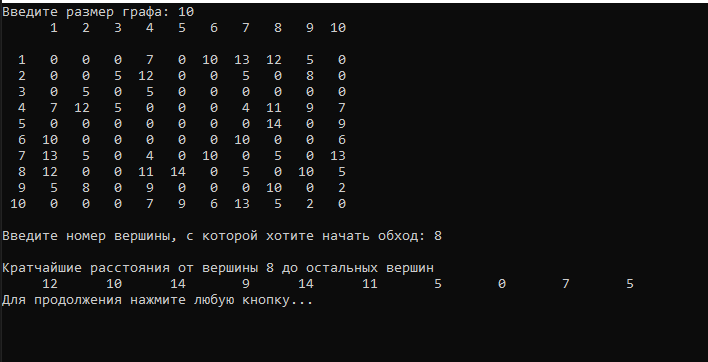 Введите размер графа: 10
1 2 3 4 5 6 7 8 9 10
1 0 0 0 7 0 10 13 12 5 0
2 0 0 5 12 0 0 5 0 8 0
3 0 5 0 5 0 0 0 0 0 0
4 7 12 5 0 0 0 4 11 9 7
5 0 0 0 0 0 0 0 14 0 9
6 10 0 0 0 0 0 10 0 0 6
7 13 5 0 4 0 10 0 5 0 13
8 12 0 0 11 14 0 5 0 10 5
9 5 8 0 9 0 0 0 10 0 2
10 0 0 0 7 9 6 13 5 2 0
Введите номер вершины, с которой хотите начать обход: 8
Кратчайшие расстояния от вершины 8 до остальных вершин
12 10 14 9 14 11 5 0 7 5
Для продолжения нажмите любую кнопку...